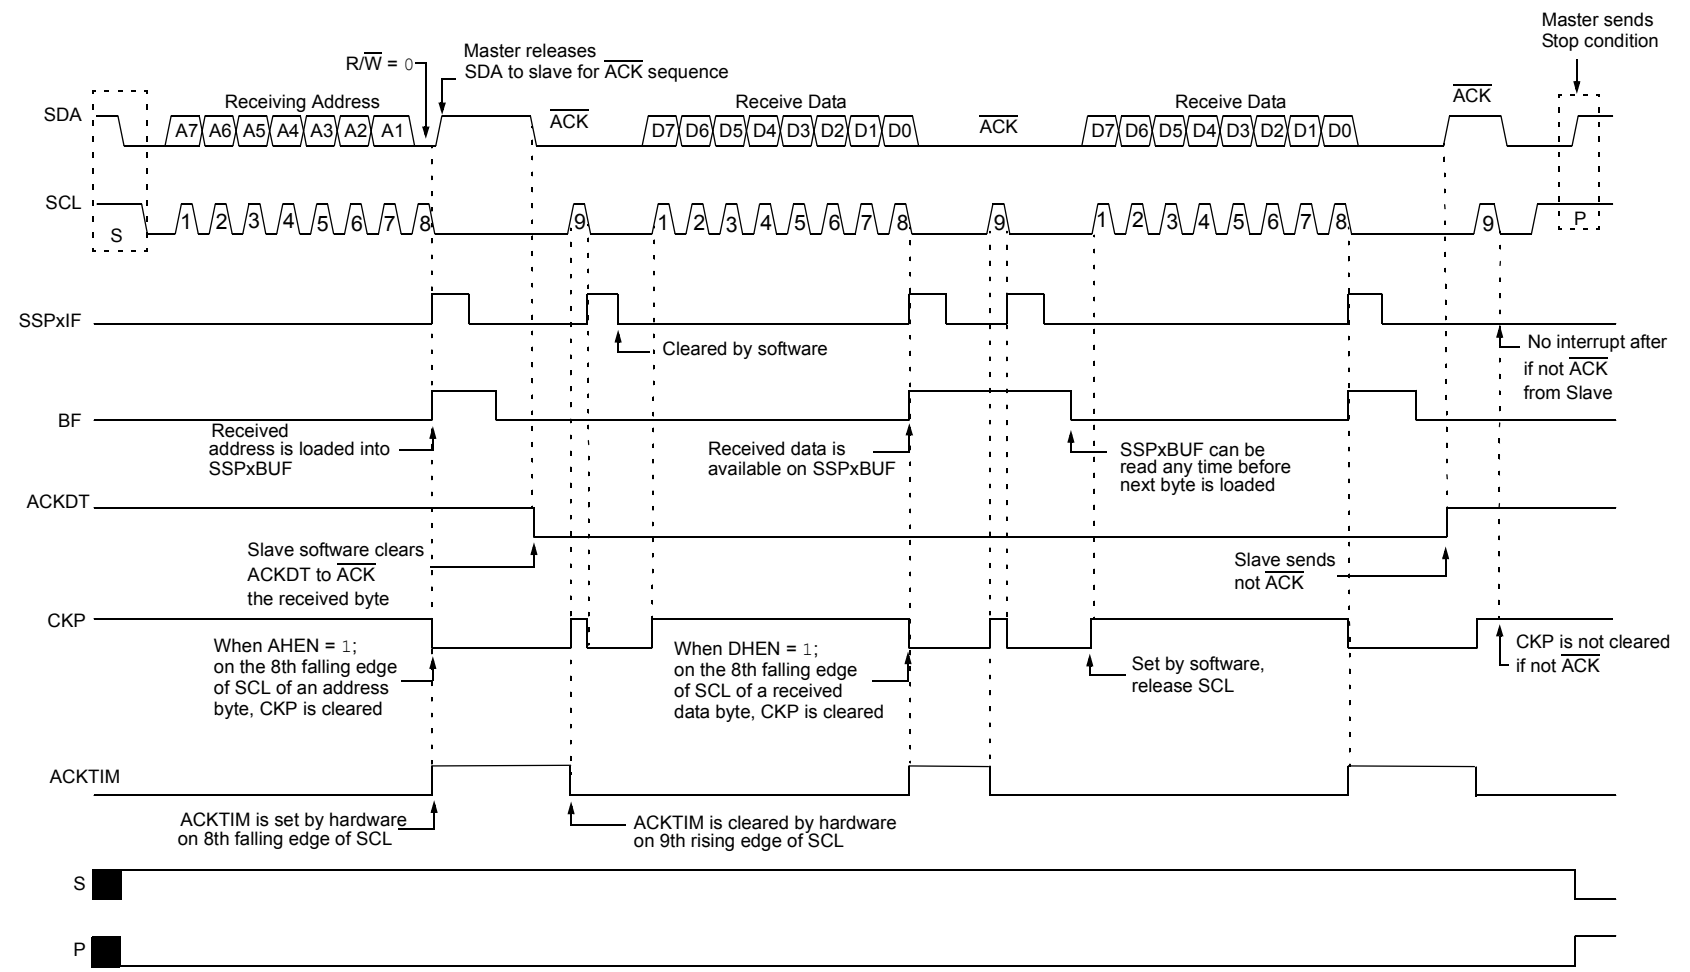 Master sends
Stop condition
Master releases
SDA to slave for ACK sequence
R/W = 0
SDA
Receiving Address
ACK
Receive Data
ACK
Receive Data
ACK
A7 A6 A5 A4 A3 A2 A1
D7 D6 D5 D4 D3 D2 D1 D0
D7 D6 D5 D4 D3 D2 D1 D0
SCL
S
1 2 3 4 5 6 7 8 9
1 2 3 4 5 6 7 8 9
1 2 3 4 5 6 7 8 9
P
SSPxIF
Cleared by software
No interrupt after
if not ACK
from Slave
BF
Received
address is loaded into
SSPxBUF
Received data is
available on SSPxBUF
SSPxBUF can be
read any time before
next byte is loaded
ACKDT
Slave software clears
ACKDT to ACK
the received byte
Slave sends
not ACK
CKP
When AHEN = 1;
on the 8th falling edge
of SCL of an address
byte, CKP is cleared
When DHEN = 1;
on the 8th falling edge
of SCL of a received
data byte, CKP is cleared
Set by software,
release SCL
CKP is not cleared
if not ACK
ACKTIM
ACKTIM is set by hardware
on 8th falling edge of SCL
ACKTIM is cleared by hardware
on 9th rising edge of SCL
S
P